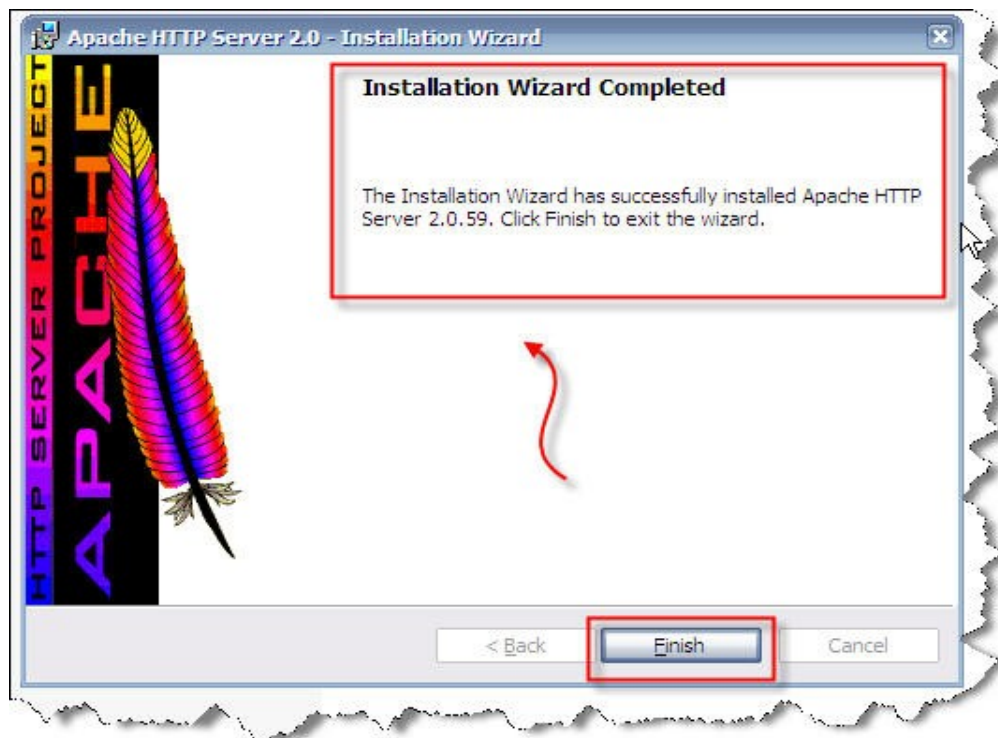 Apache HTTP Server 2.0 - Installation Wizard
HTTP SERVER PROJECT
APACHE
Installation Wizard Completed
The Installation Wizard has successfully installed Apache HTTP
Server 2.0.59. Click Finish to exit the wizard.
< Back
Finish
Cancel